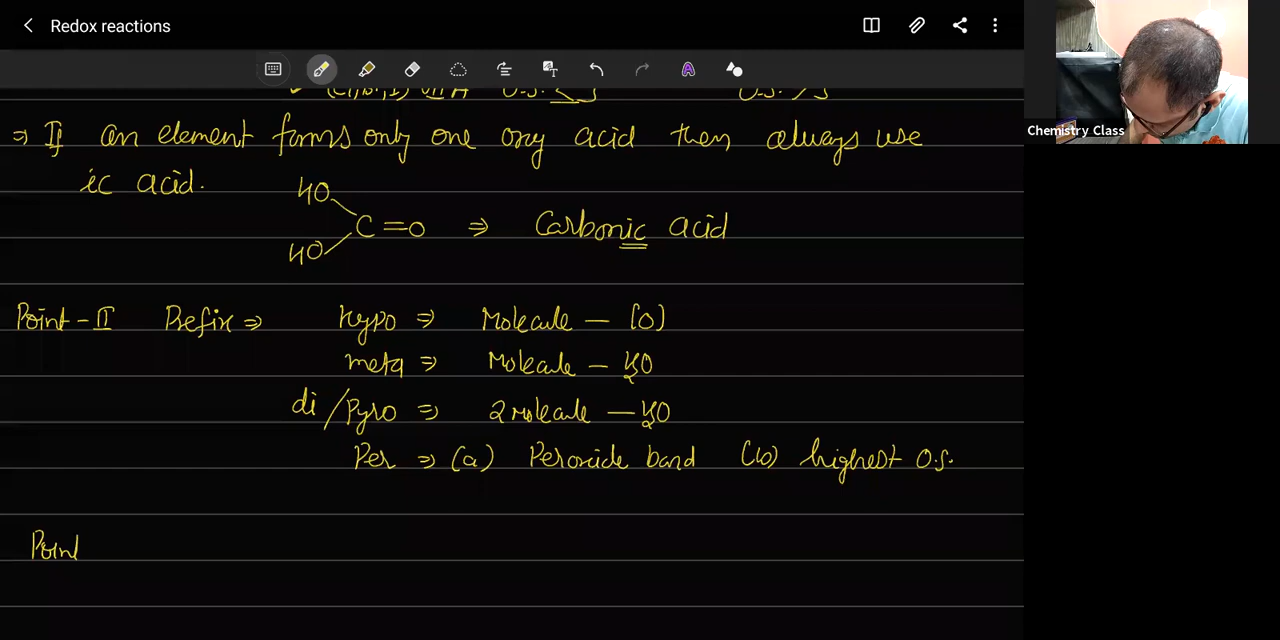 Redox reactions
Chemistry Class
⇒ If an element forms only one oxy acid then always use
ic acid.
HO
C=O ⇒ Carbonic acid
HO
Point-II Prefix ⇒ Hypo ⇒ Molecule — [O]
meta ⇒ Molecule — H2O
di/Pyro ⇒ 2 Molecule — H2O
Per ⇒ (a) Peroxide band (b) highest O.S.
Point